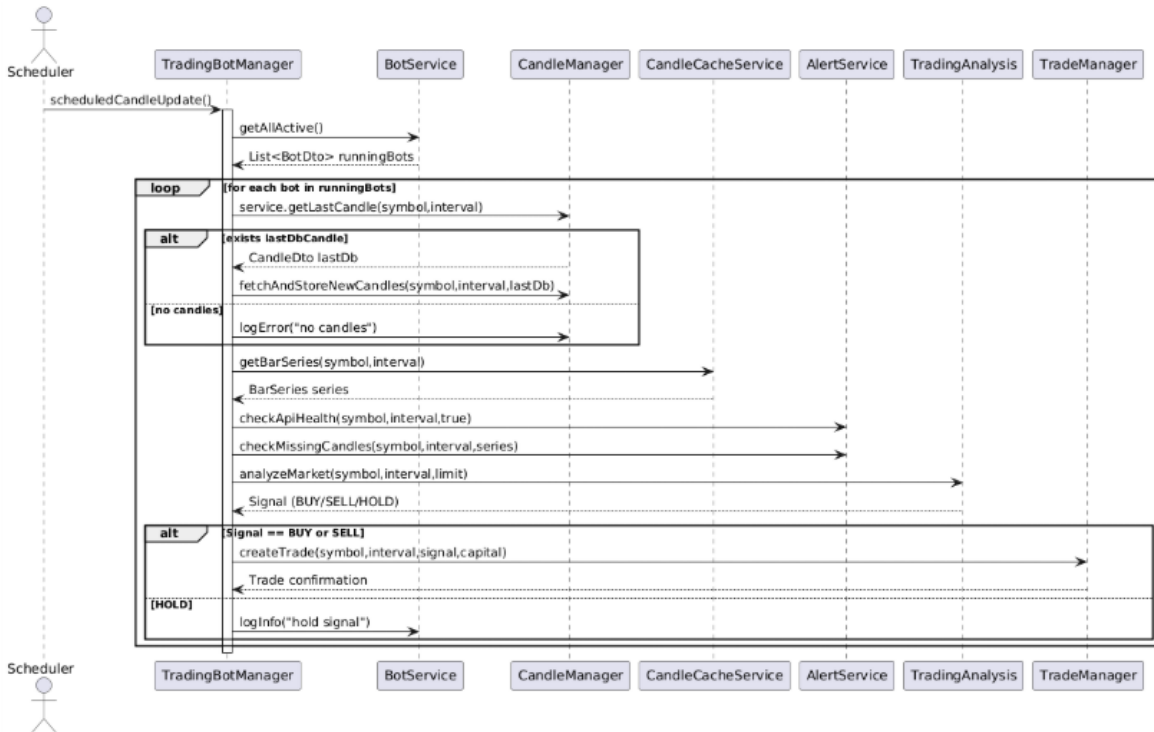 Scheduler
TradingBotManager
BotService
CandleManager
CandleCacheService
AlertService
TradingAnalysis
TradeManager
scheduledCandleUpdate()
getAllActive()
List<BotDto> runningBots
loop [for each bot in runningBots]
service.getLastCandle(symbol,interval)
alt [exists lastDbCandle]
CandleDto lastDb
fetchAndStoreNewCandles(symbol,interval,lastDb)
[no candles]
logError("no candles")
getBarSeries(symbol,interval)
BarSeries series
checkApiHealth(symbol,interval,true)
checkMissingCandles(symbol,interval,series)
analyzeMarket(symbol,interval,limit)
Signal (BUY/SELL/HOLD)
alt [Signal == BUY or SELL]
createTrade(symbol,interval,signal,capital)
Trade confirmation
[HOLD]
logInfo("hold signal")
Scheduler
TradingBotManager
BotService
CandleManager
CandleCacheService
AlertService
TradingAnalysis
TradeManager